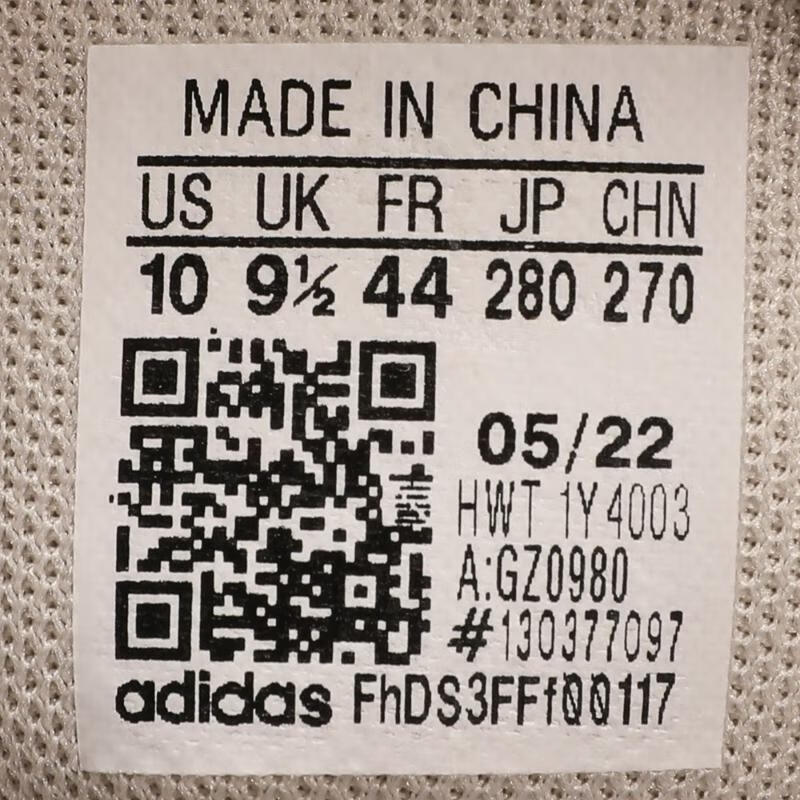 MADE IN CHINA
US UK FR JP CHN
10 9½ 44 280 270
05/22
HWT 1Y4003
A:GZ0980
#130377097
adidas FhDS3FFf00117